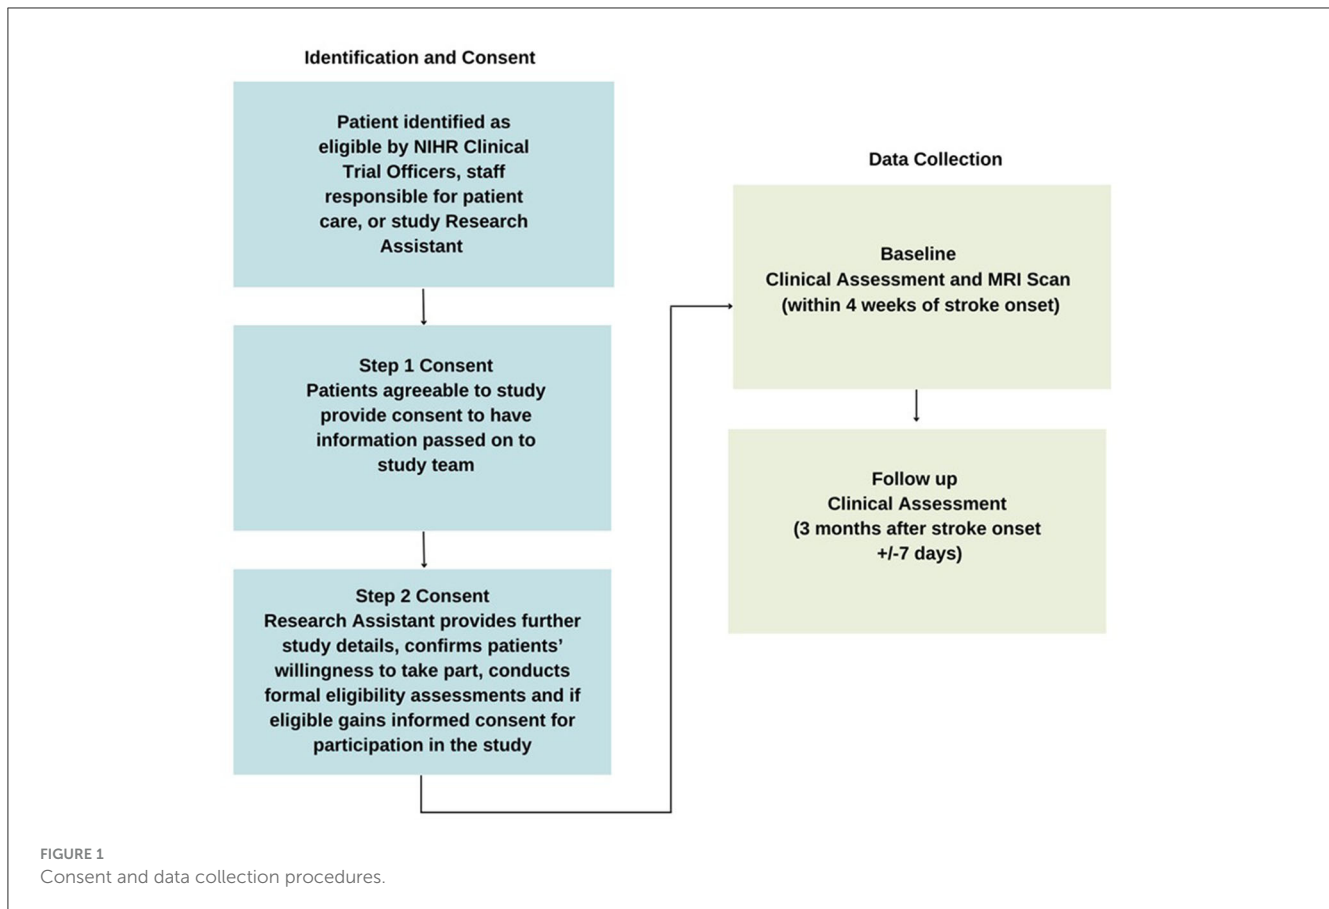 Identification and Consent
Patient identified as
eligible by NIHR Clinical
Trial Officers, staff
responsible for patient
care, or study Research
Assistant
Step 1 Consent
Patients agreeable to study
provide consent to have
information passed on to
study team
Step 2 Consent
Research Assistant provides further
study details, confirms patients’
willingness to take part, conducts
formal eligibility assessments and if
eligible gains informed consent for
participation in the study
Data Collection
Baseline
Clinical Assessment and MRI Scan
(within 4 weeks of stroke onset)
Follow up
Clinical Assessment
(3 months after stroke onset
+/-7 days)
FIGURE 1
Consent and data collection procedures.